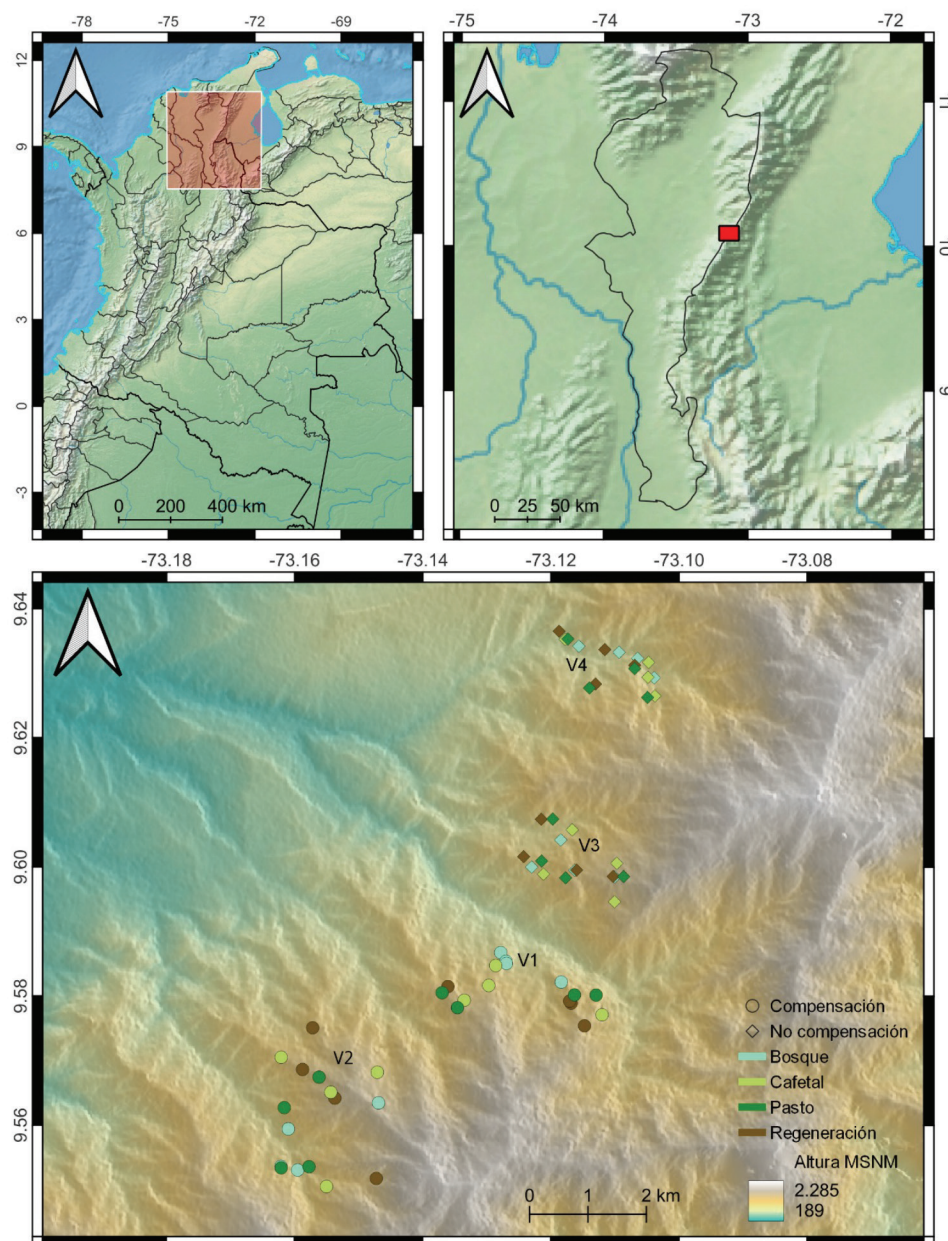 -78 -75 -72 -69
12
9
6
3
0
-3
0 200 400 km
-75 -74 -73 -72
11
10
9
0 25 50 km
-73.18 -73.16 -73.14 -73.12 -73.10 -73.08
9.64
9.62
9.60
9.58
9.56
V4
V3
V1
V2
Compensación
No compensación
Bosque
Cafetal
Pasto
Regeneración
Altura MSNM
2.285
189
0 1 2 km